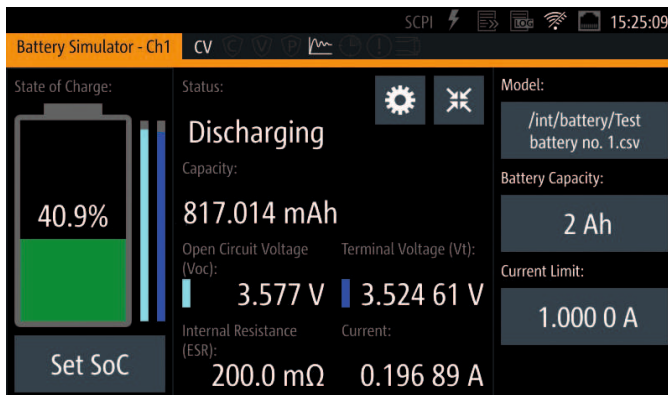 SCPI LOG 15:25:09
Battery Simulator - Ch1 CV C V P
State of Charge:
40.9%
Set SoC
Status:
Discharging
Capacity:
817.014 mAh
Open Circuit Voltage
(Voc):
3.577 V
Terminal Voltage (Vt):
3.524 61 V
Internal Resistance
(ESR):
200.0 mΩ
Current:
0.196 89 A
Model:
/int/battery/Test
battery no. 1.csv
Battery Capacity:
2 Ah
Current Limit:
1.000 0 A